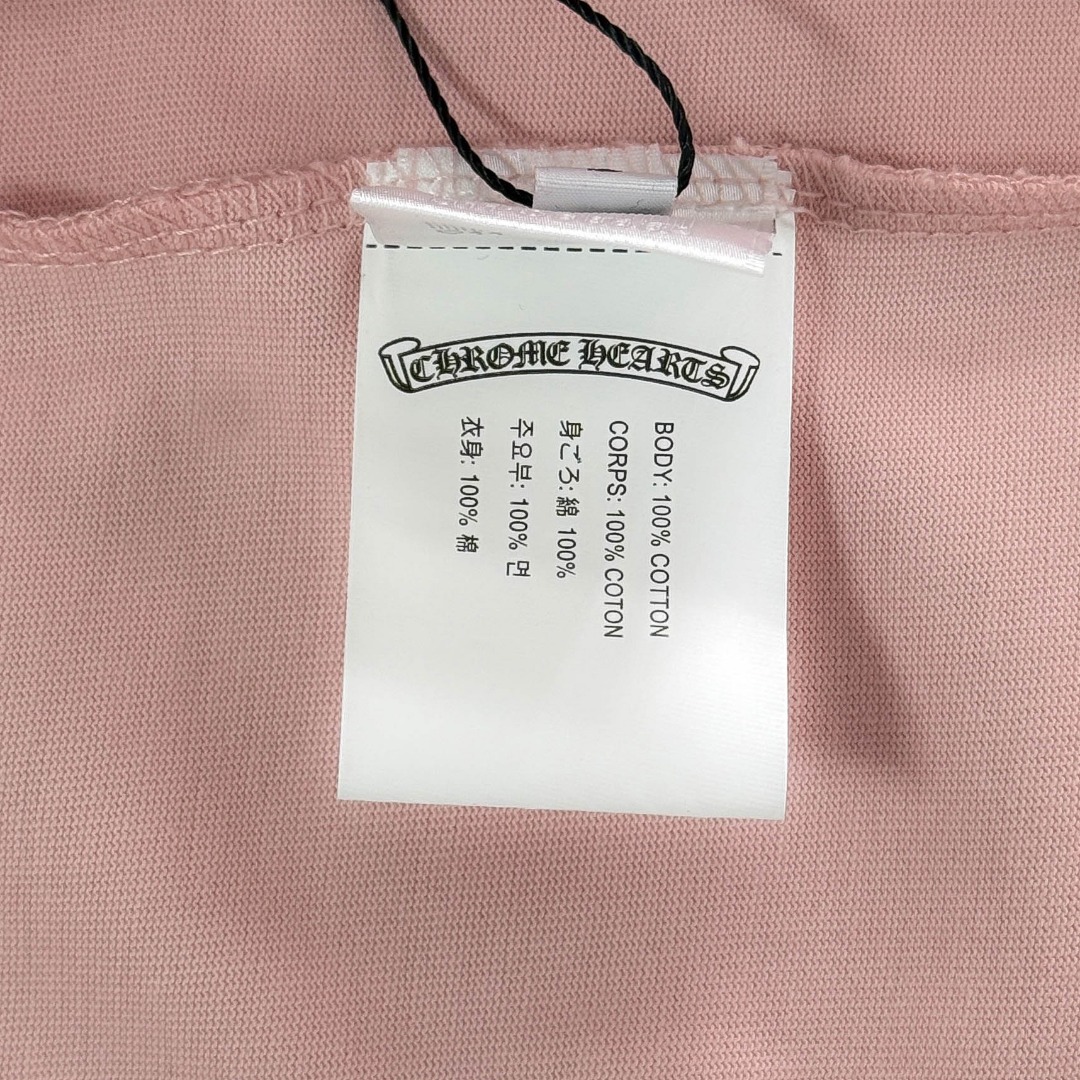 CHROME HEARTS
BODY: 100% COTTON
CORPS: 100% COTON
身ごろ: 綿 100%
주요부: 100% 면
衣身: 100% 棉